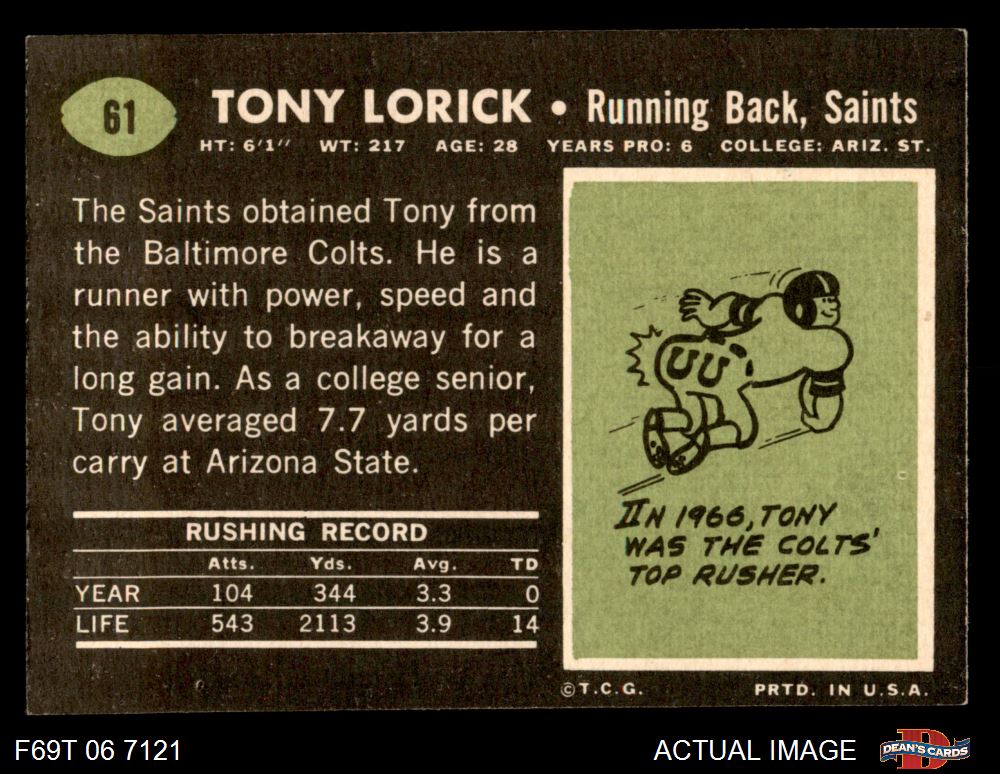 61
TONY LORICK • Running Back, Saints
HT: 6'1" WT: 217 AGE: 28 YEARS PRO: 6 COLLEGE: ARIZ. ST.
The Saints obtained Tony from
the Baltimore Colts. He is a
runner with power, speed and
the ability to breakaway for a
long gain. As a college senior,
Tony averaged 7.7 yards per
carry at Arizona State.
RUSHING RECORD
Atts. Yds. Avg. TD
YEAR 104 344 3.3 0
LIFE 543 2113 3.9 14
IN 1966, TONY
WAS THE COLTS'
TOP RUSHER.
©T.C.G. PRTD. IN U.S.A.
F69T 06 7121
ACTUAL IMAGE
DEAN'S CARDS